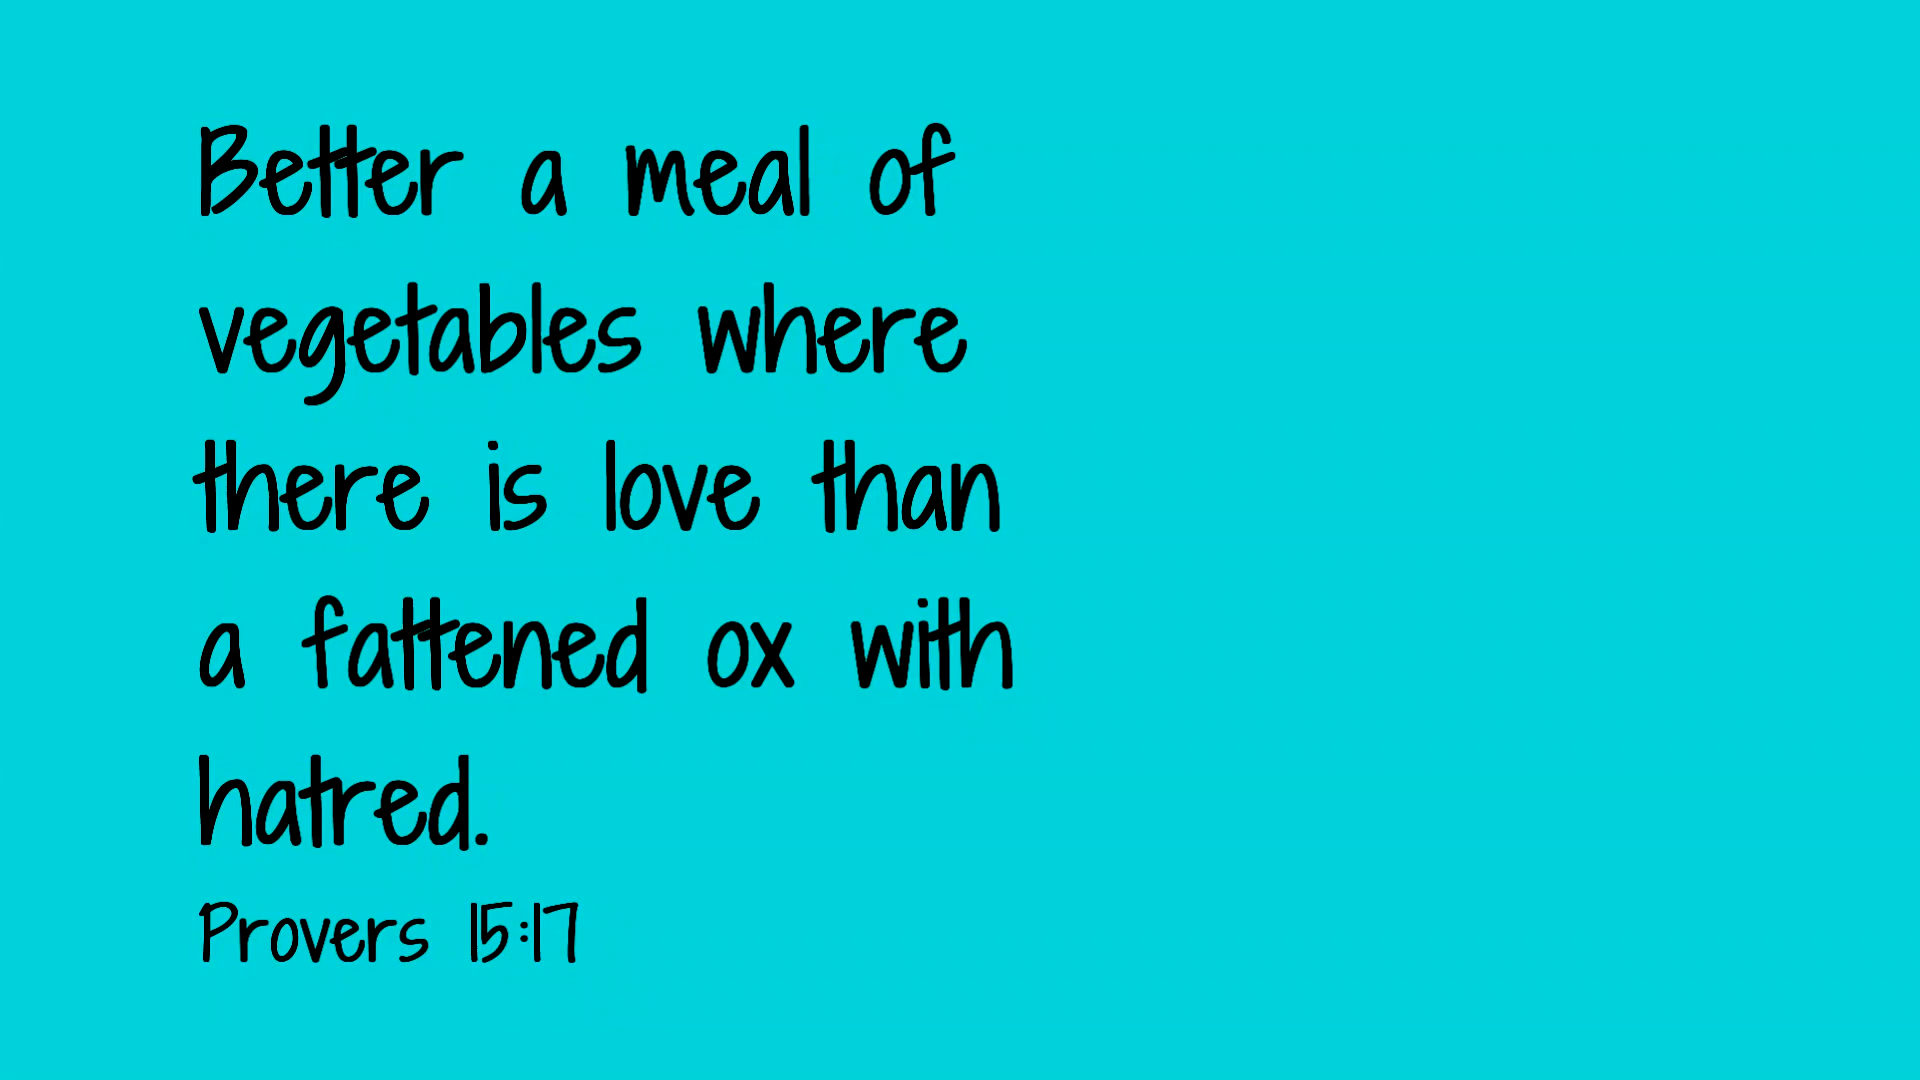 Better a meal of
vegetables where
there is love than
a fattened ox with
hatred.
Provers 15:17